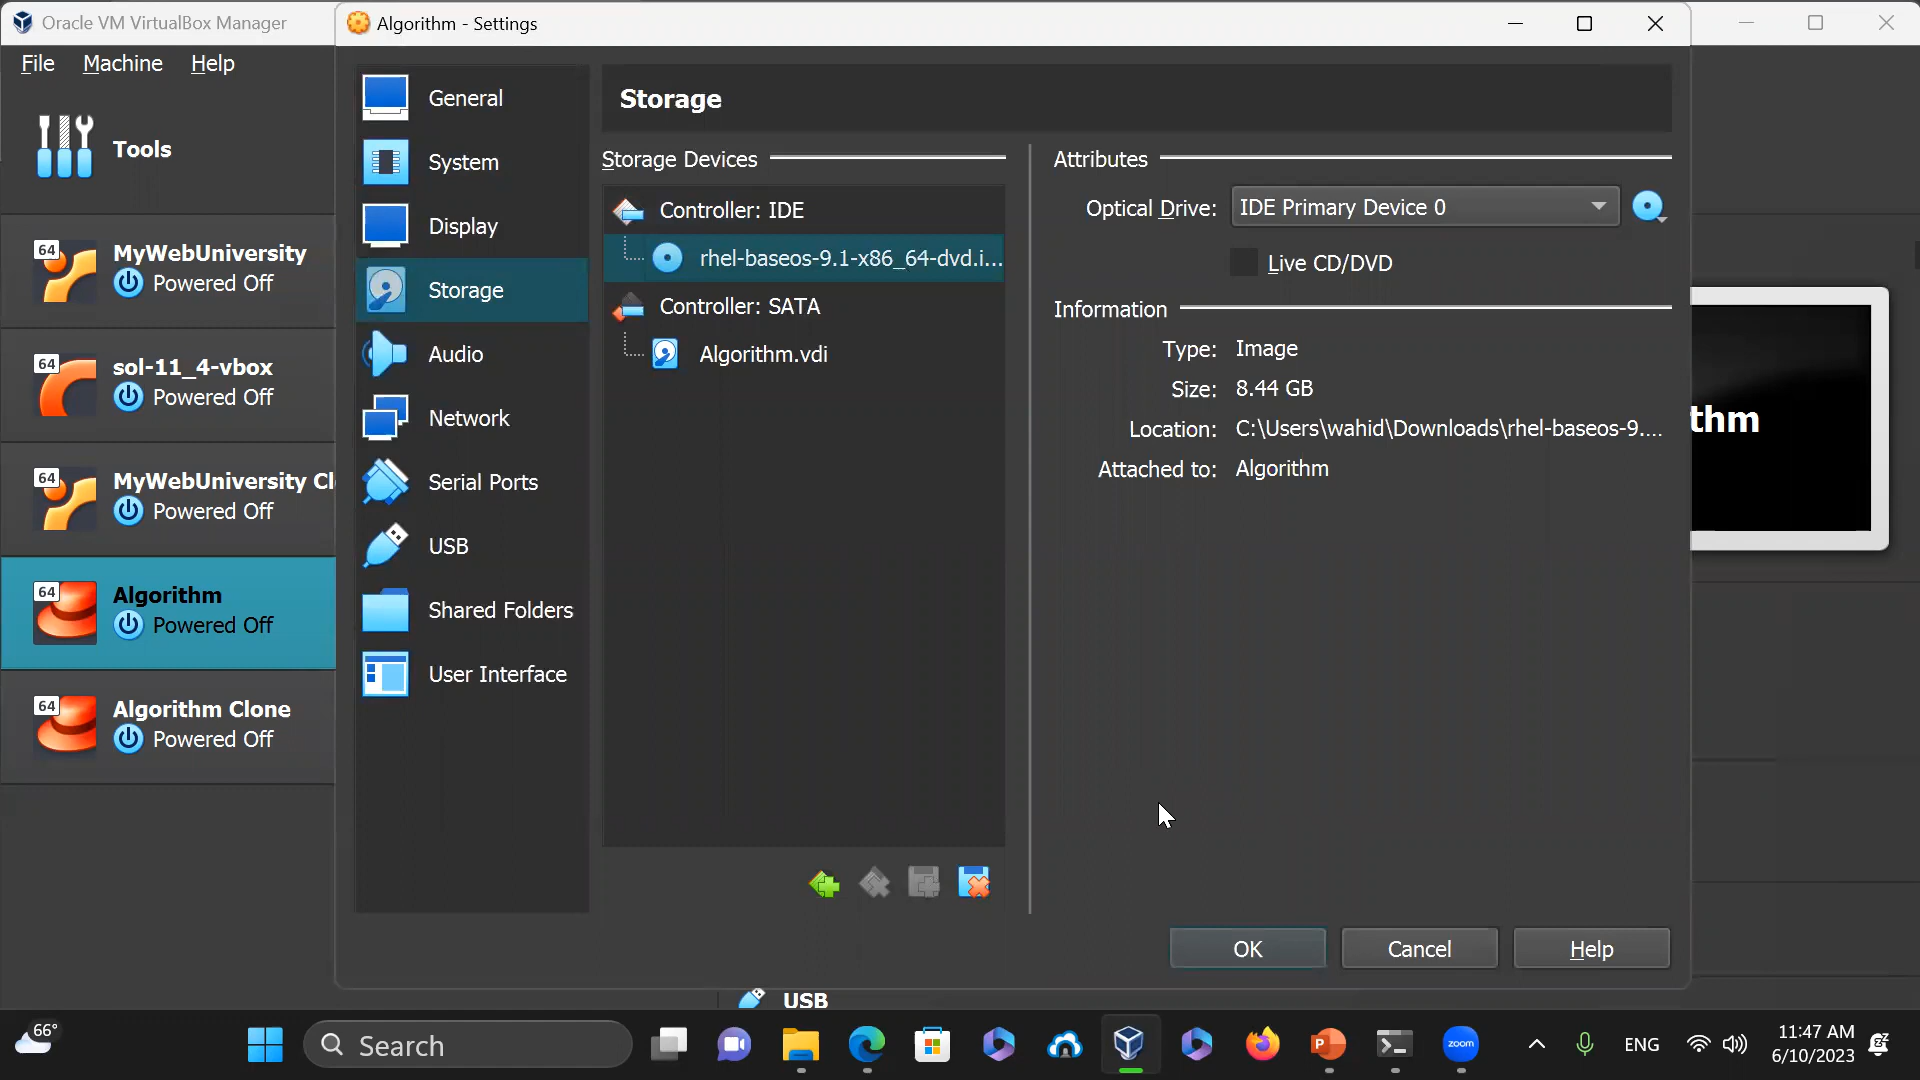 Oracle VM VirtualBox Manager
Algorithm - Settings
File Machine Help
Tools
64
MyWebUniversity
Powered Off
64
sol-11_4-vbox
Powered Off
64
MyWebUniversity Cl
Powered Off
64
Algorithm
Powered Off
64
Algorithm Clone
Powered Off
General
System
Display
Storage
Audio
Network
Serial Ports
USB
Shared Folders
User Interface
Storage
Storage Devices
Controller: IDE
rhel-baseos-9.1-x86_64-dvd.i...
Controller: SATA
Algorithm.vdi
Attributes
Optical Drive: IDE Primary Device 0
Live CD/DVD
Information
Type: Image
Size: 8.44 GB
Location: C:\Users\wahid\Downloads\rhel-baseos-9....
Attached to: Algorithm
thm
OK Cancel Help
USB
66°
Search
zoom
ENG
11:47 AM
6/10/2023